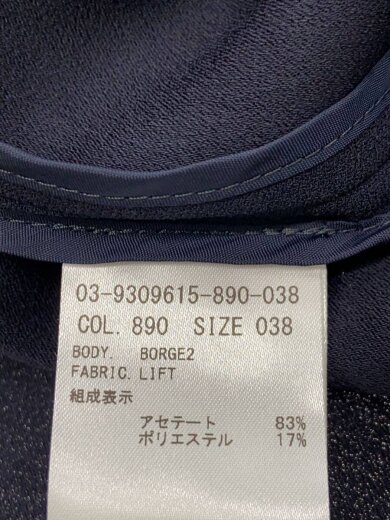 03-9309615-890-038
COL. 890 SIZE 038
BODY. BORGE2
FABRIC. LIFT
組成表示
アセテート 83%
ポリエステル 17%